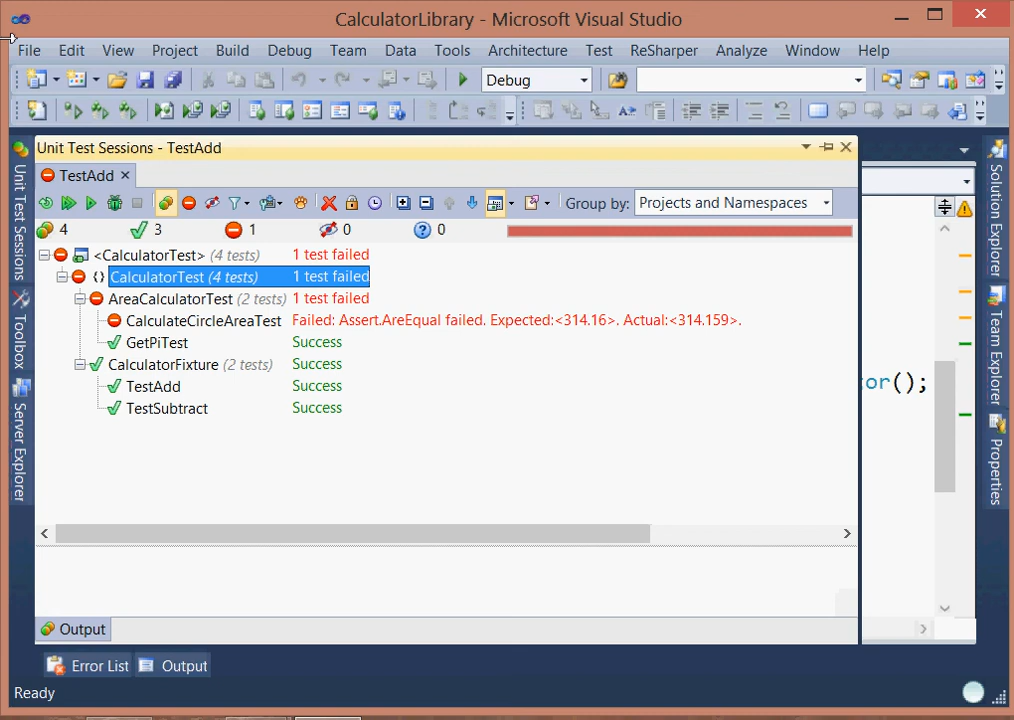 CalculatorLibrary - Microsoft Visual Studio
File Edit View Project Build Debug Team Data Tools Architecture Test ReSharper Analyze Window Help
Debug
Unit Test Sessions - TestAdd
TestAdd
Group by: Projects and Namespaces
4 3 1 0 0
<CalculatorTest> (4 tests) 1 test failed
{} CalculatorTest (4 tests) 1 test failed
AreaCalculatorTest (2 tests) 1 test failed
CalculateCircleAreaTest Failed: Assert.AreEqual failed. Expected:<314.16>. Actual:<314.159>.
GetPiTest Success
CalculatorFixture (2 tests) Success
TestAdd Success
TestSubtract Success
Output
Unit Test Sessions
Toolbox
Server Explorer
or();
Solution Explorer
Team Explorer
Properties
Error List Output
Ready